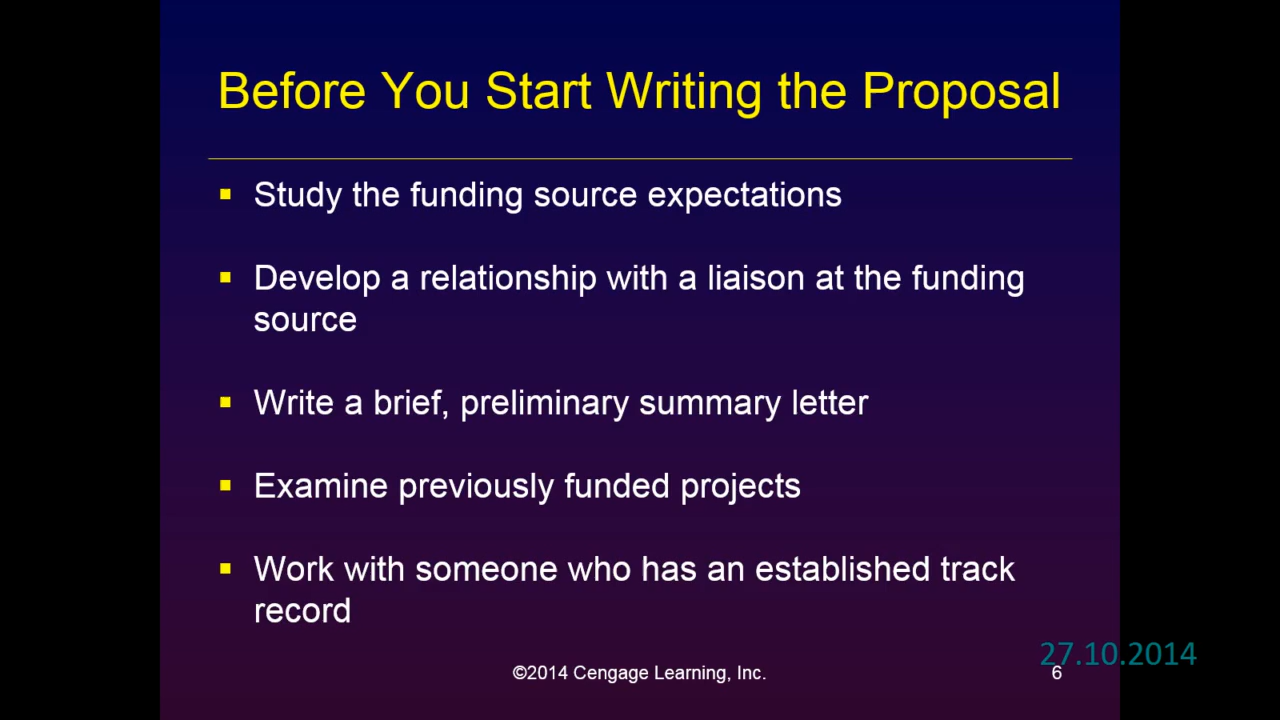 Before You Start Writing the Proposal
▪ Study the funding source expectations
▪ Develop a relationship with a liaison at the funding
source
▪ Write a brief, preliminary summary letter
▪ Examine previously funded projects
▪ Work with someone who has an established track
record
27.10.2014
©2014 Cengage Learning, Inc.
6